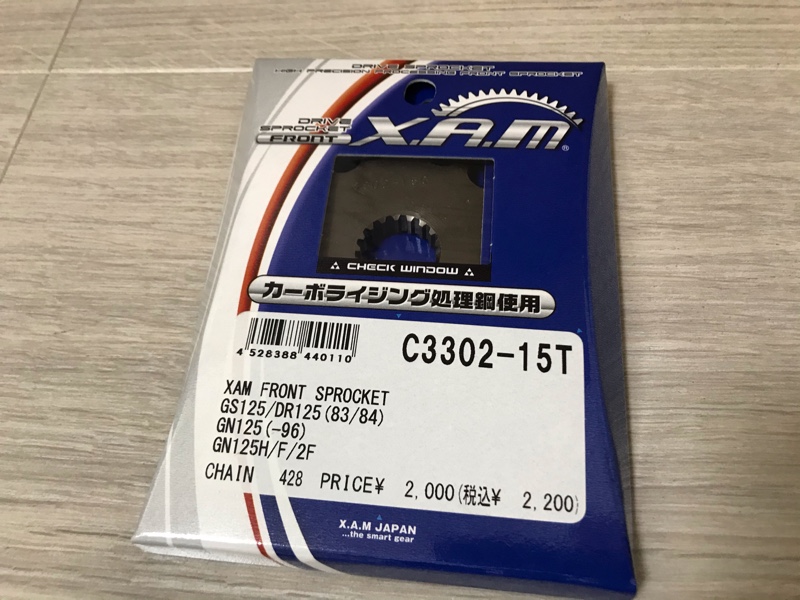 DRIVE SPROCKET
HIGH PRECISION PROCESSING FRONT SPROCKET
DRIVE
SPROCKET
FRONT
X.A.M®
CHECK WINDOW
カーボライジング処理鋼使用
4 528388 440110
C3302-15T
XAM FRONT SPROCKET
GS125/DR125(83/84)
GN125(-96)
GN125H/F/2F
CHAIN 428 PRICE¥ 2,000(税込¥ 2,200)
X.A.M JAPAN
...the smart gear